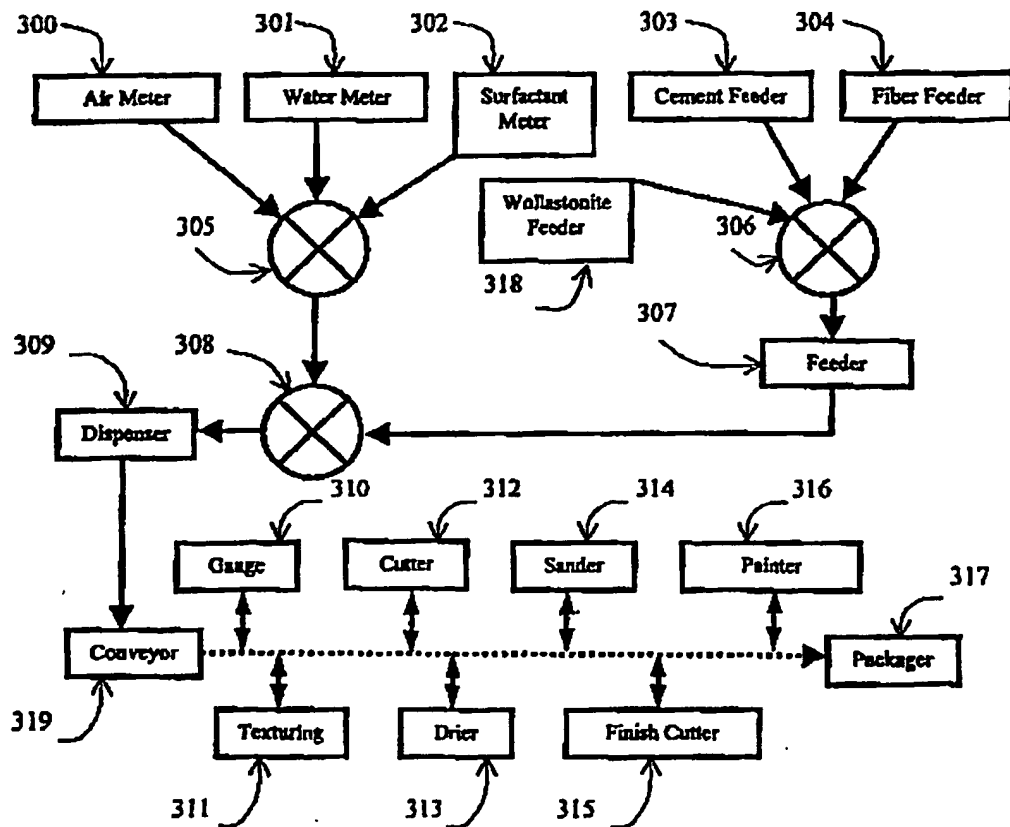 300
301
302
303
304
Air Meter
Water Meter
Surfactant
Meter
Cement Feeder
Fiber Feeder
Wollastonite
Feeder
305
306
318
307
309
308
Feeder
Dispenser
310
312
314
316
Gauge
Cutter
Sander
Painter
317
Conveyor
Packager
319
Texturing
Drier
Finish Cutter
311
313
315